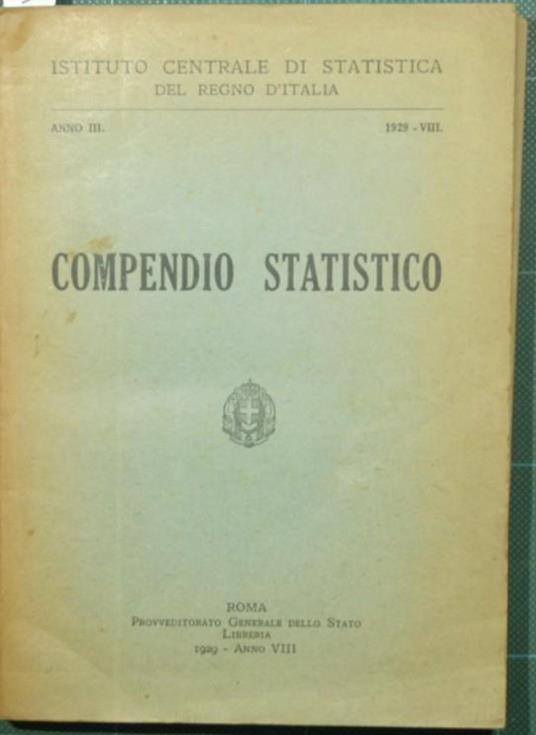 ISTITUTO CENTRALE DI STATISTICA
DEL REGNO D'ITALIA
ANNO III. 1929 - VIII.
COMPENDIO STATISTICO
ROMA
PROVVEDITORATO GENERALE DELLO STATO
LIBRERIA
1929 - ANNO VIII